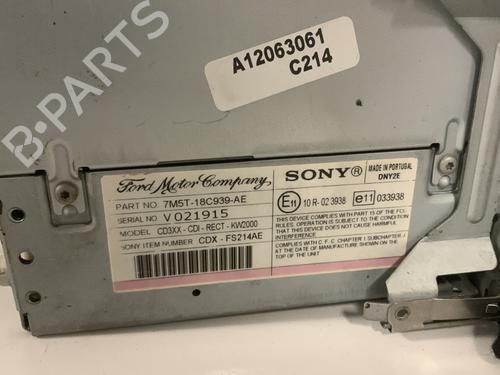 A12063061
C214
B-PARTS
Ford Motor Company
SONY®
MADE IN PORTUGAL
DNY2E
PART NO. 7M5T-18C939-AE
SERIAL NO V021915
MODEL CD3XX - CDI - RECT - KW2000
SONY ITEM NUMBER CDX - FS214AE
E11 10 R- 02 3938
e11 033938
THIS DEVICE COMPLIES WITH PART 15 OF THE FCC
RULES. OPERATION IS SUBJECT TO THE CONDITION
THAT THIS DEVICE DOES NOT CAUSE HARMFUL
INTERFERENCE.
COMPLIES WITH C. F. C CHAPTER 1 SUBCHAPTER J
AT THE DATE OF MANUFACTURE SHOWN ON THE
TOP OF THE UNIT